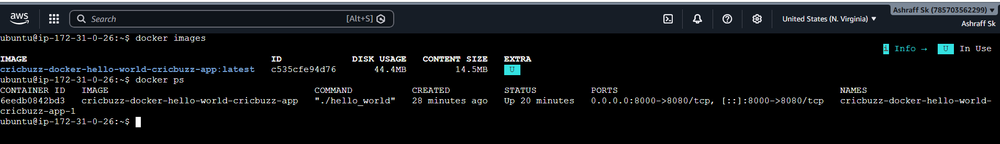 Ashraff Sk (785703562299) ▼
aws Search [Alt+S] United States (N. Virginia) ▼ Ashraff Sk
ubuntu@ip-172-31-0-26:~$ docker images
i Info → U In Use
IMAGE ID DISK USAGE CONTENT SIZE EXTRA
cricbuzz-docker-hello-world-cricbuzz-app:latest c535cfe94d76 44.4MB 14.5MB U
ubuntu@ip-172-31-0-26:~$ docker ps
CONTAINER ID IMAGE COMMAND CREATED STATUS PORTS NAMES
6eedb0842bd3 cricbuzz-docker-hello-world-cricbuzz-app "./hello_world" 28 minutes ago Up 20 minutes 0.0.0.0:8000->8080/tcp, [::]:8000->8080/tcp cricbuzz-docker-hello-world-
cricbuzz-app-1
ubuntu@ip-172-31-0-26:~$